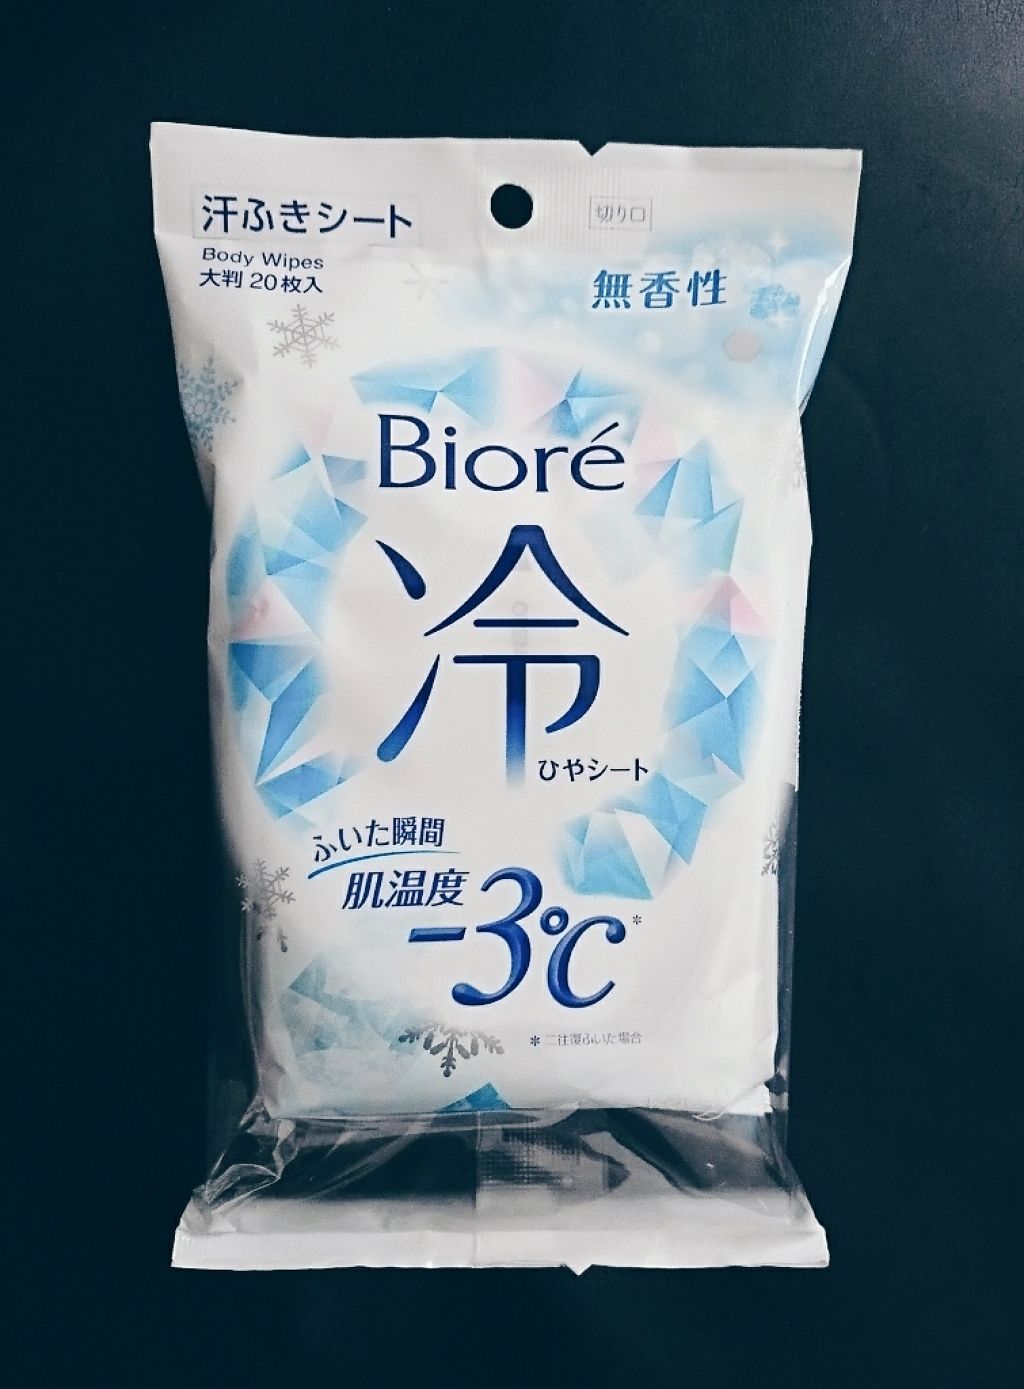 汗ふきシート
Body Wipes
大判 20枚入
切り口
無香性
Bioré
冷
ひやシート
ふいた瞬間
肌温度
-3℃*
* 二往復ふいた場合